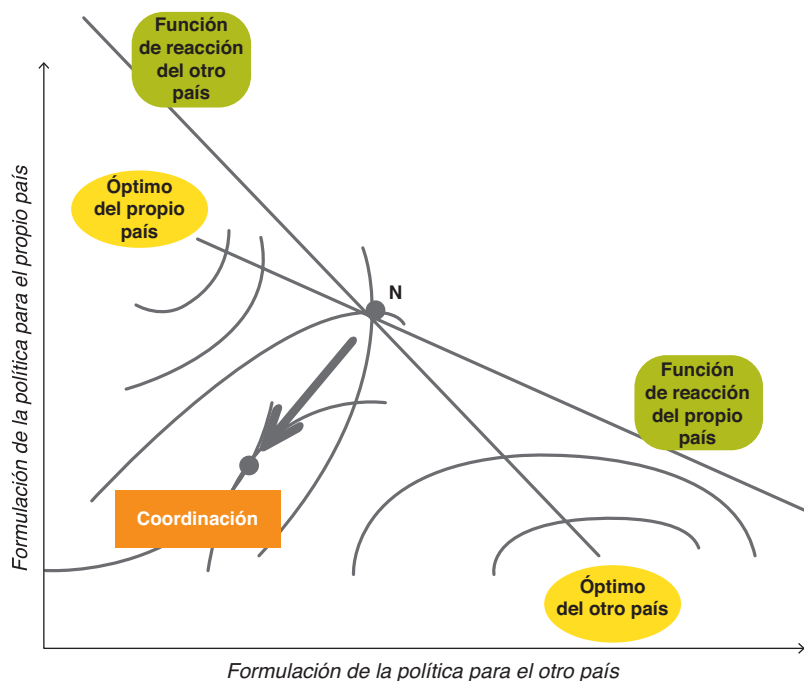 Función
de reacción
del otro
país
Óptimo
del propio
país
N
Función
de reacción
del propio
país
Coordinación
Óptimo
del otro país
Formulación de la política para el propio país
Formulación de la política para el otro país